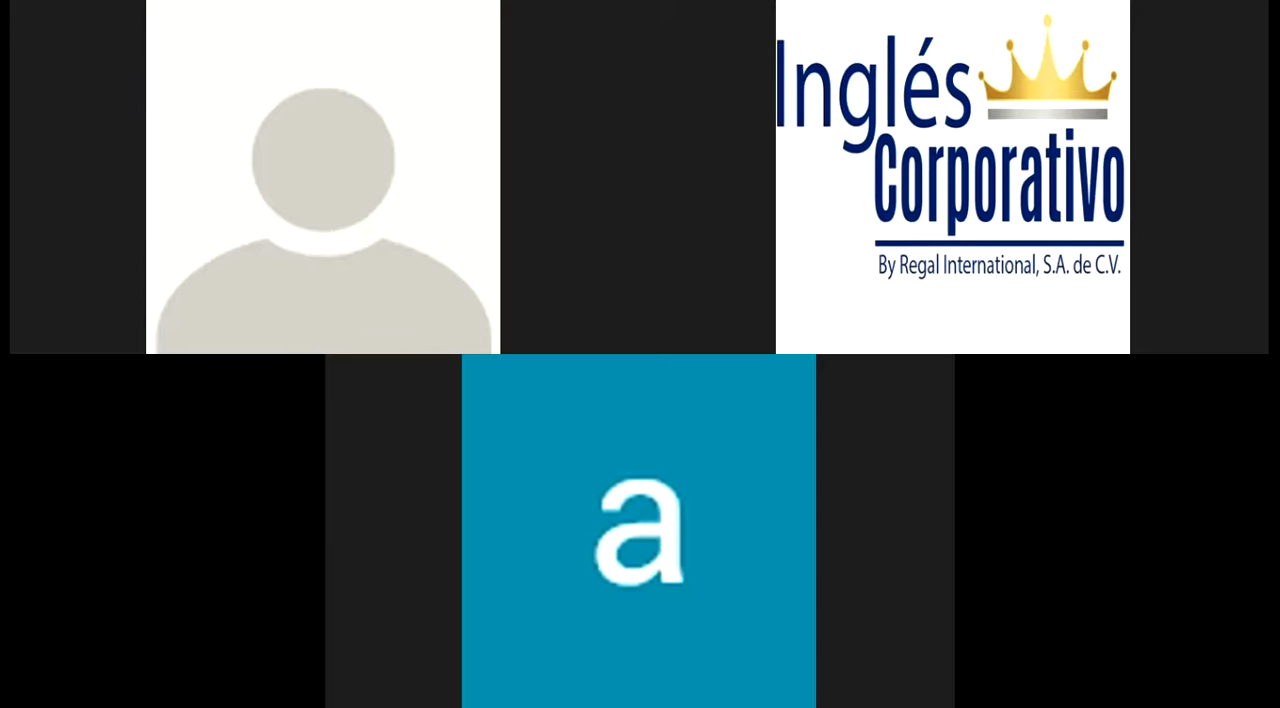 Inglés
Corporativo
By Regal International, S.A. de C.V.
a